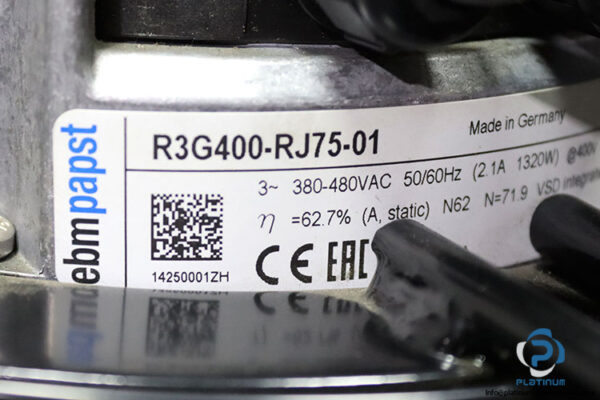 ebmpapst
R3G400-RJ75-01
Made in Germany
3~ 380-480VAC 50/60Hz (2.1A 1320W) @400V
η =62.7% (A, static) N62 N=71.9 VSD integrated
14250001ZH
CE EAC
PLATINUM